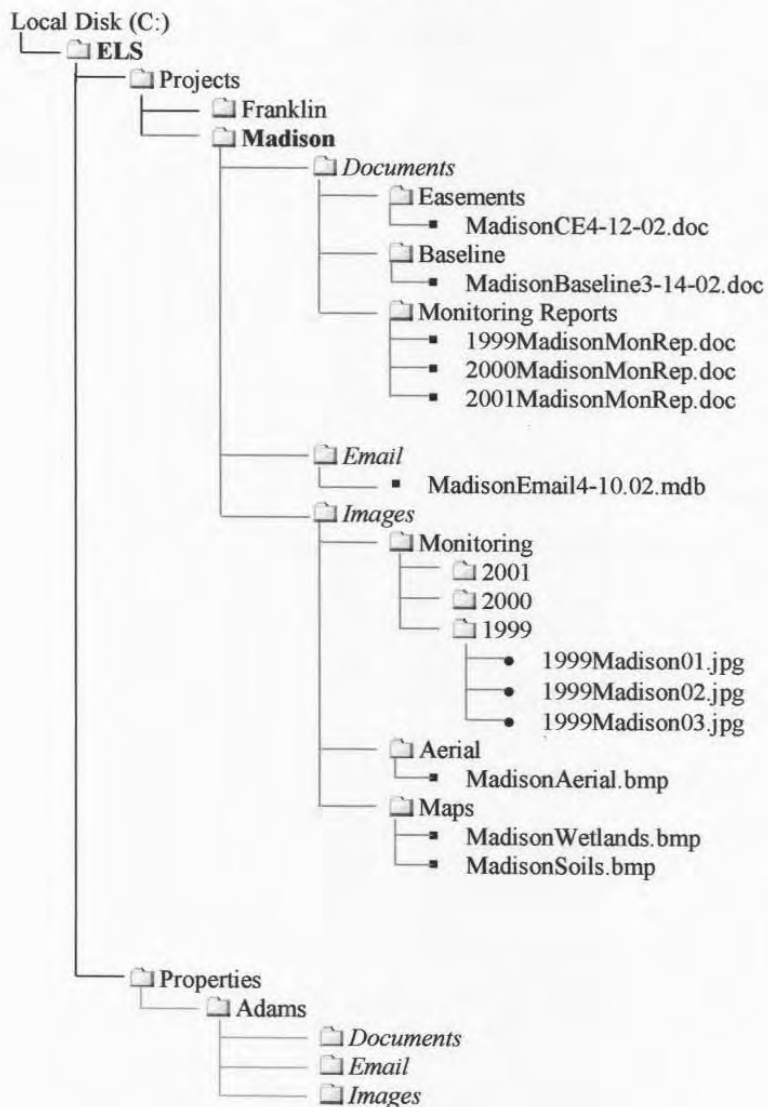 Local Disk (C:)
ELS
Projects
Franklin
Madison
Documents
Easements
MadisonCE4-12-02.doc
Baseline
MadisonBaseline3-14-02.doc
Monitoring Reports
1999MadisonMonRep.doc
2000MadisonMonRep.doc
2001MadisonMonRep.doc
Email
MadisonEmail4-10.02.mdb
Images
Monitoring
2001
2000
1999
1999Madison01.jpg
1999Madison02.jpg
1999Madison03.jpg
Aerial
MadisonAerial.bmp
Maps
MadisonWetlands.bmp
MadisonSoils.bmp
Properties
Adams
Documents
Email
Images